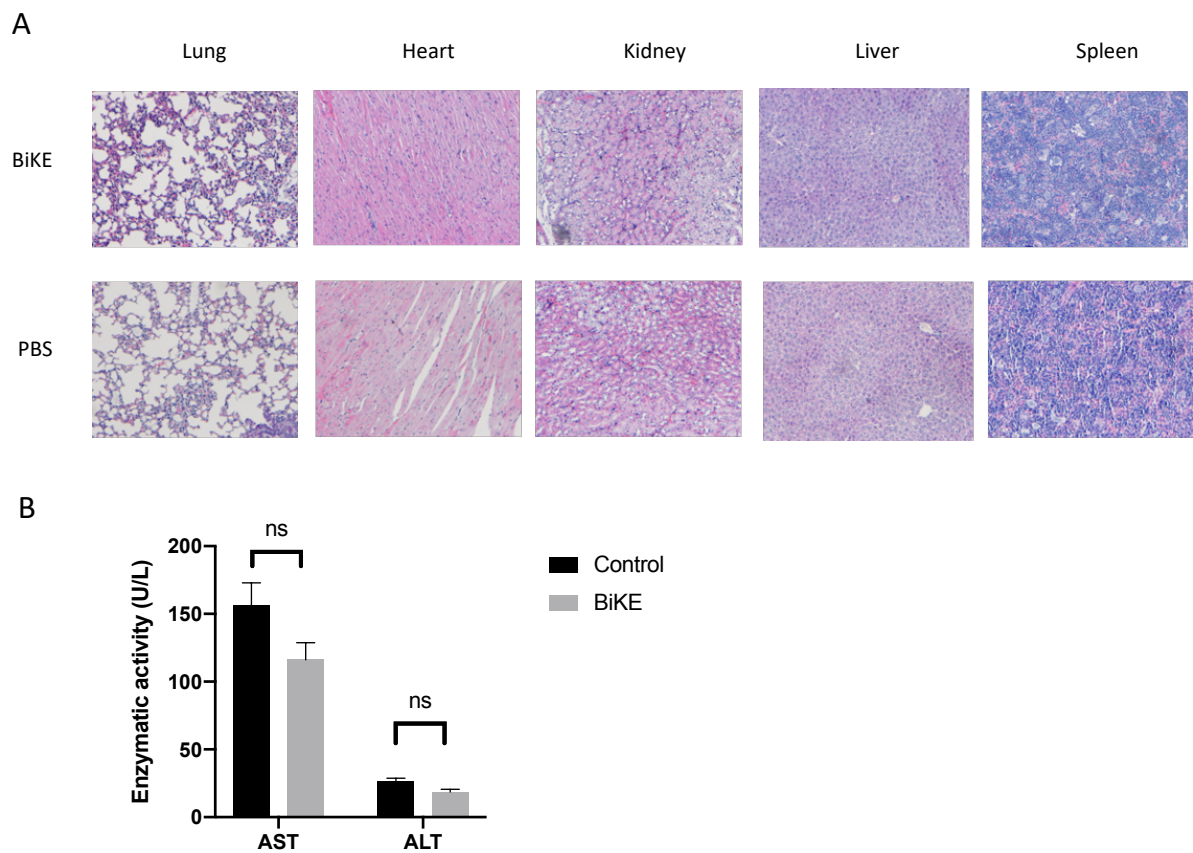 A
Lung Heart Kidney Liver Spleen
BiKE
PBS
B
ns
200
150
100
50
0
Enzymatic activity (U/L)
ns
AST ALT
Control
BiKE